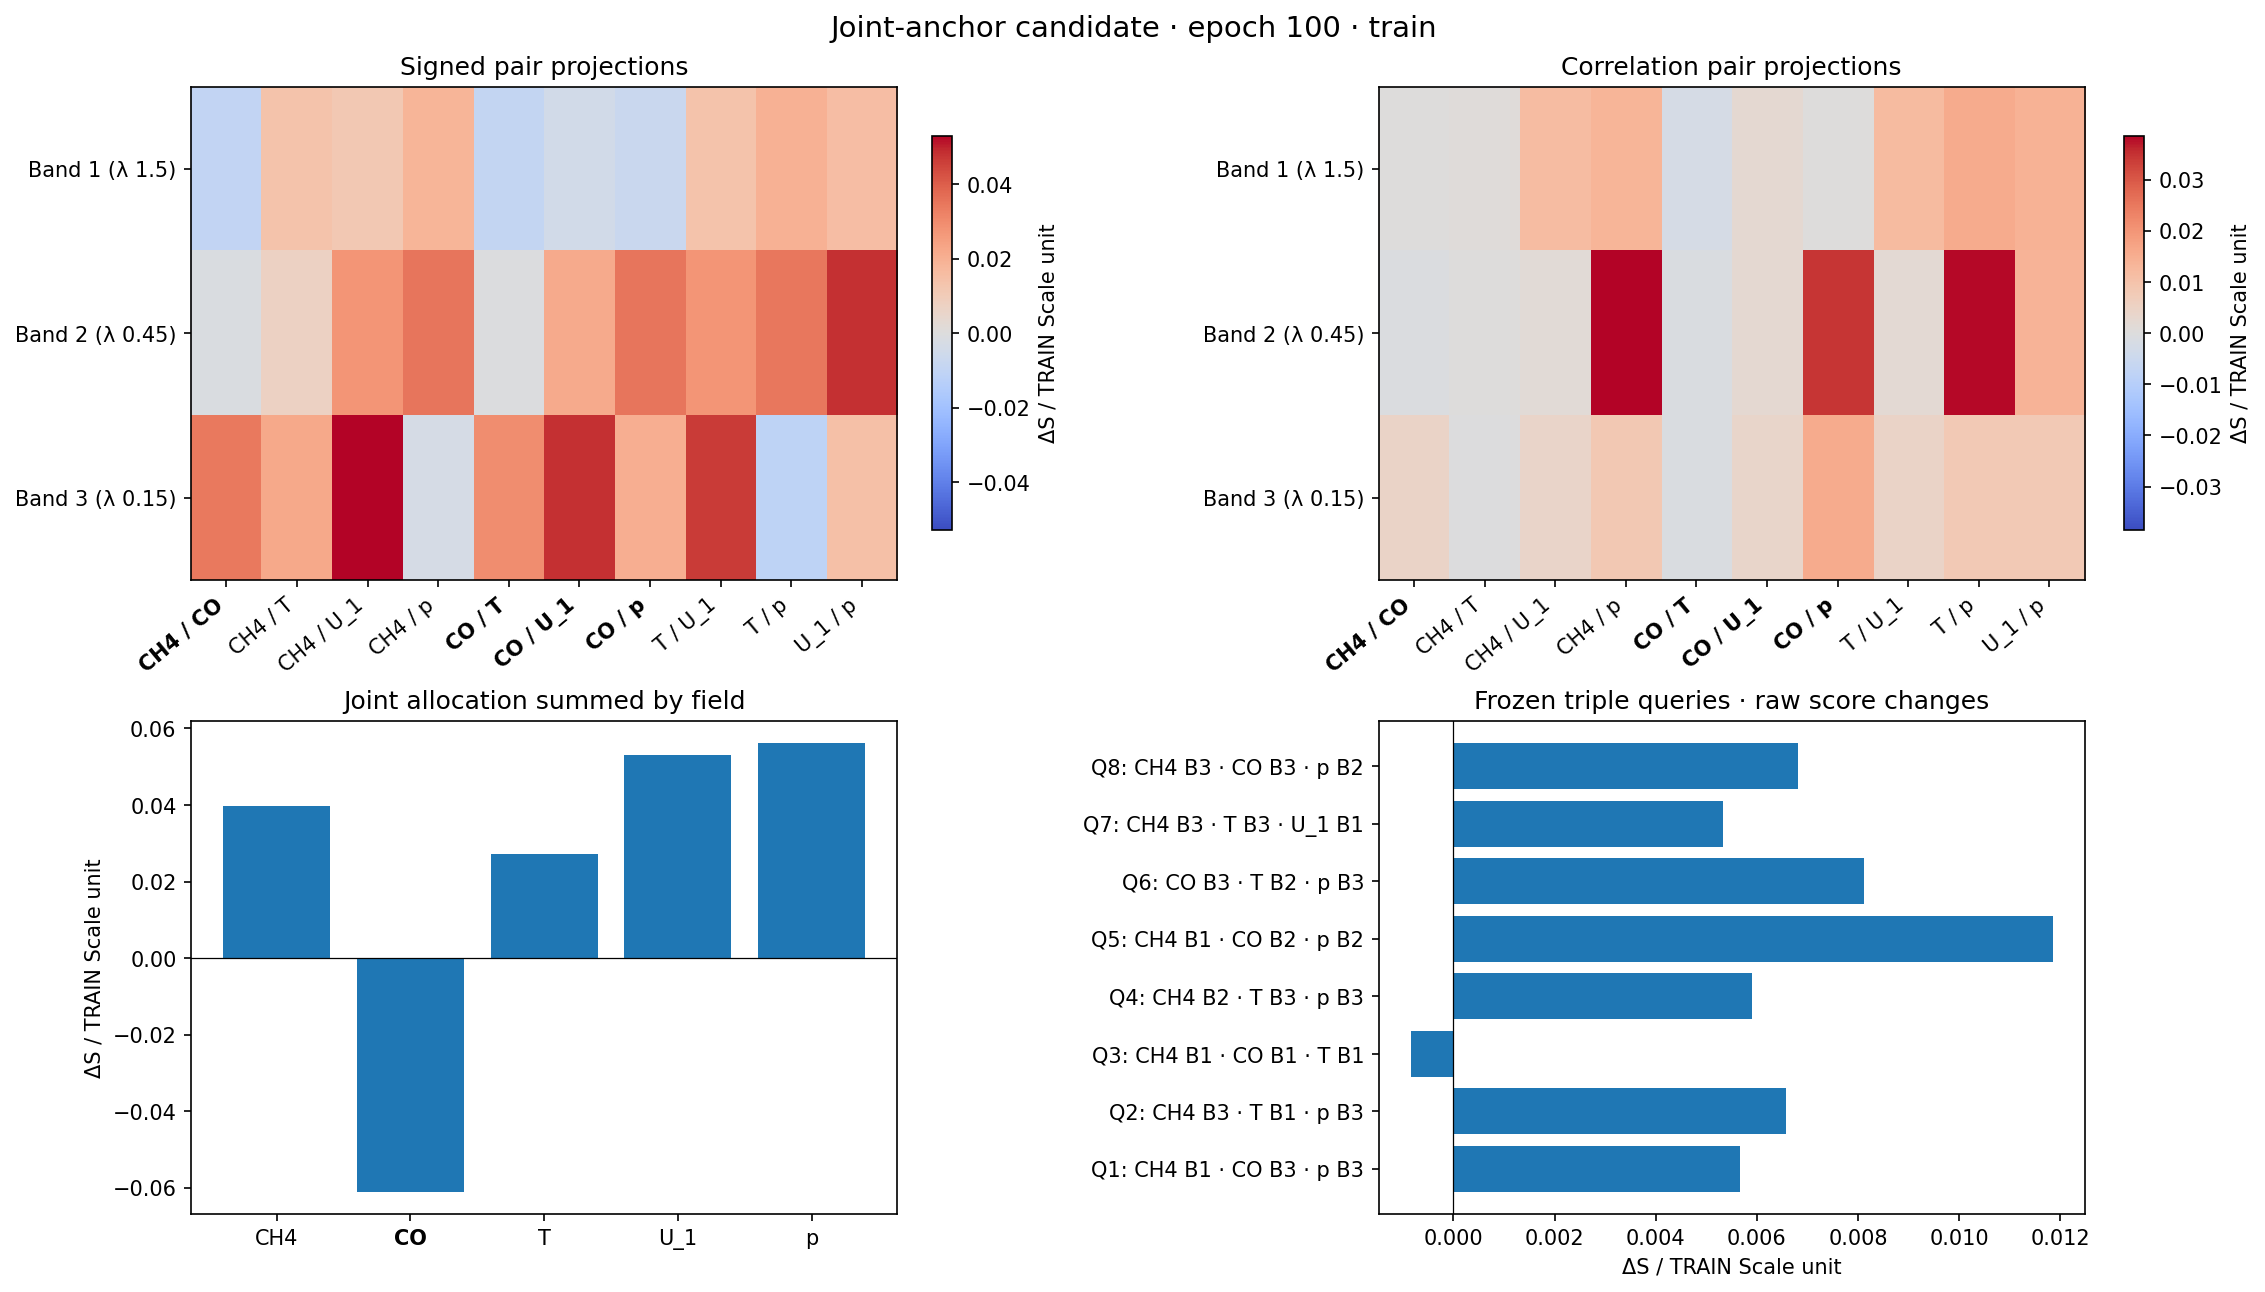 Joint-anchor candidate · epoch 100 · train
Signed pair projections
Band 1 (λ 1.5)
Band 2 (λ 0.45)
Band 3 (λ 0.15)
CH4 / CO
CH4 / T
CH4 / U_1
CH4 / p
CO / T
CO / U_1
CO / p
T / U_1
T / p
U_1 / p
0.04
0.02
0.00
−0.02
−0.04
ΔS / TRAIN Scale unit
Correlation pair projections
Band 1 (λ 1.5)
Band 2 (λ 0.45)
Band 3 (λ 0.15)
CH4 / CO
CH4 / T
CH4 / U_1
CH4 / p
CO / T
CO / U_1
CO / p
T / U_1
T / p
U_1 / p
0.03
0.02
0.01
0.00
−0.01
−0.02
−0.03
ΔS / TRAIN Scale unit
Joint allocation summed by field
ΔS / TRAIN Scale unit
0.06
0.04
0.02
0.00
−0.02
−0.04
−0.06
CH4
CO
T
U_1
p
Frozen triple queries · raw score changes
Q8: CH4 B3 · CO B3 · p B2
Q7: CH4 B3 · T B3 · U_1 B1
Q6: CO B3 · T B2 · p B3
Q5: CH4 B1 · CO B2 · p B2
Q4: CH4 B2 · T B3 · p B3
Q3: CH4 B1 · CO B1 · T B1
Q2: CH4 B3 · T B1 · p B3
Q1: CH4 B1 · CO B3 · p B3
0.000
0.002
0.004
0.006
0.008
0.010
0.012
ΔS / TRAIN Scale unit